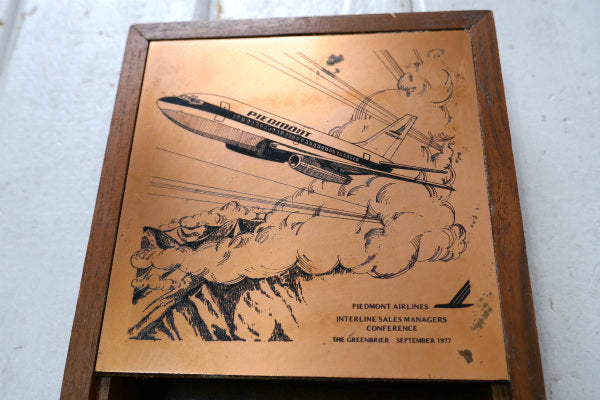 PIEDMONT
PIEDMONT AIRLINES
INTERLINE SALES MANAGERS
CONFERENCE
THE GREENBRIER SEPTEMBER 1977